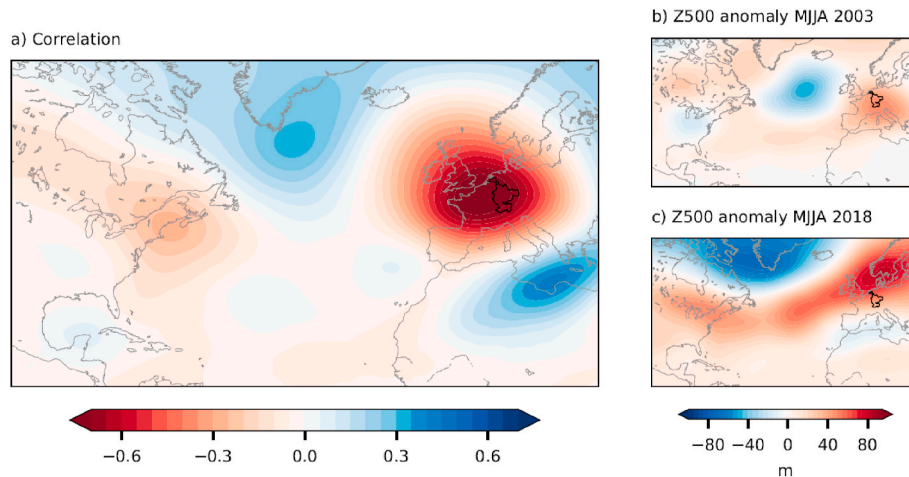 a) Correlation
−0.6 −0.3 0.0 0.3 0.6
b) Z500 anomaly MJJA 2003
c) Z500 anomaly MJJA 2018
−80 −40 0 40 80
m